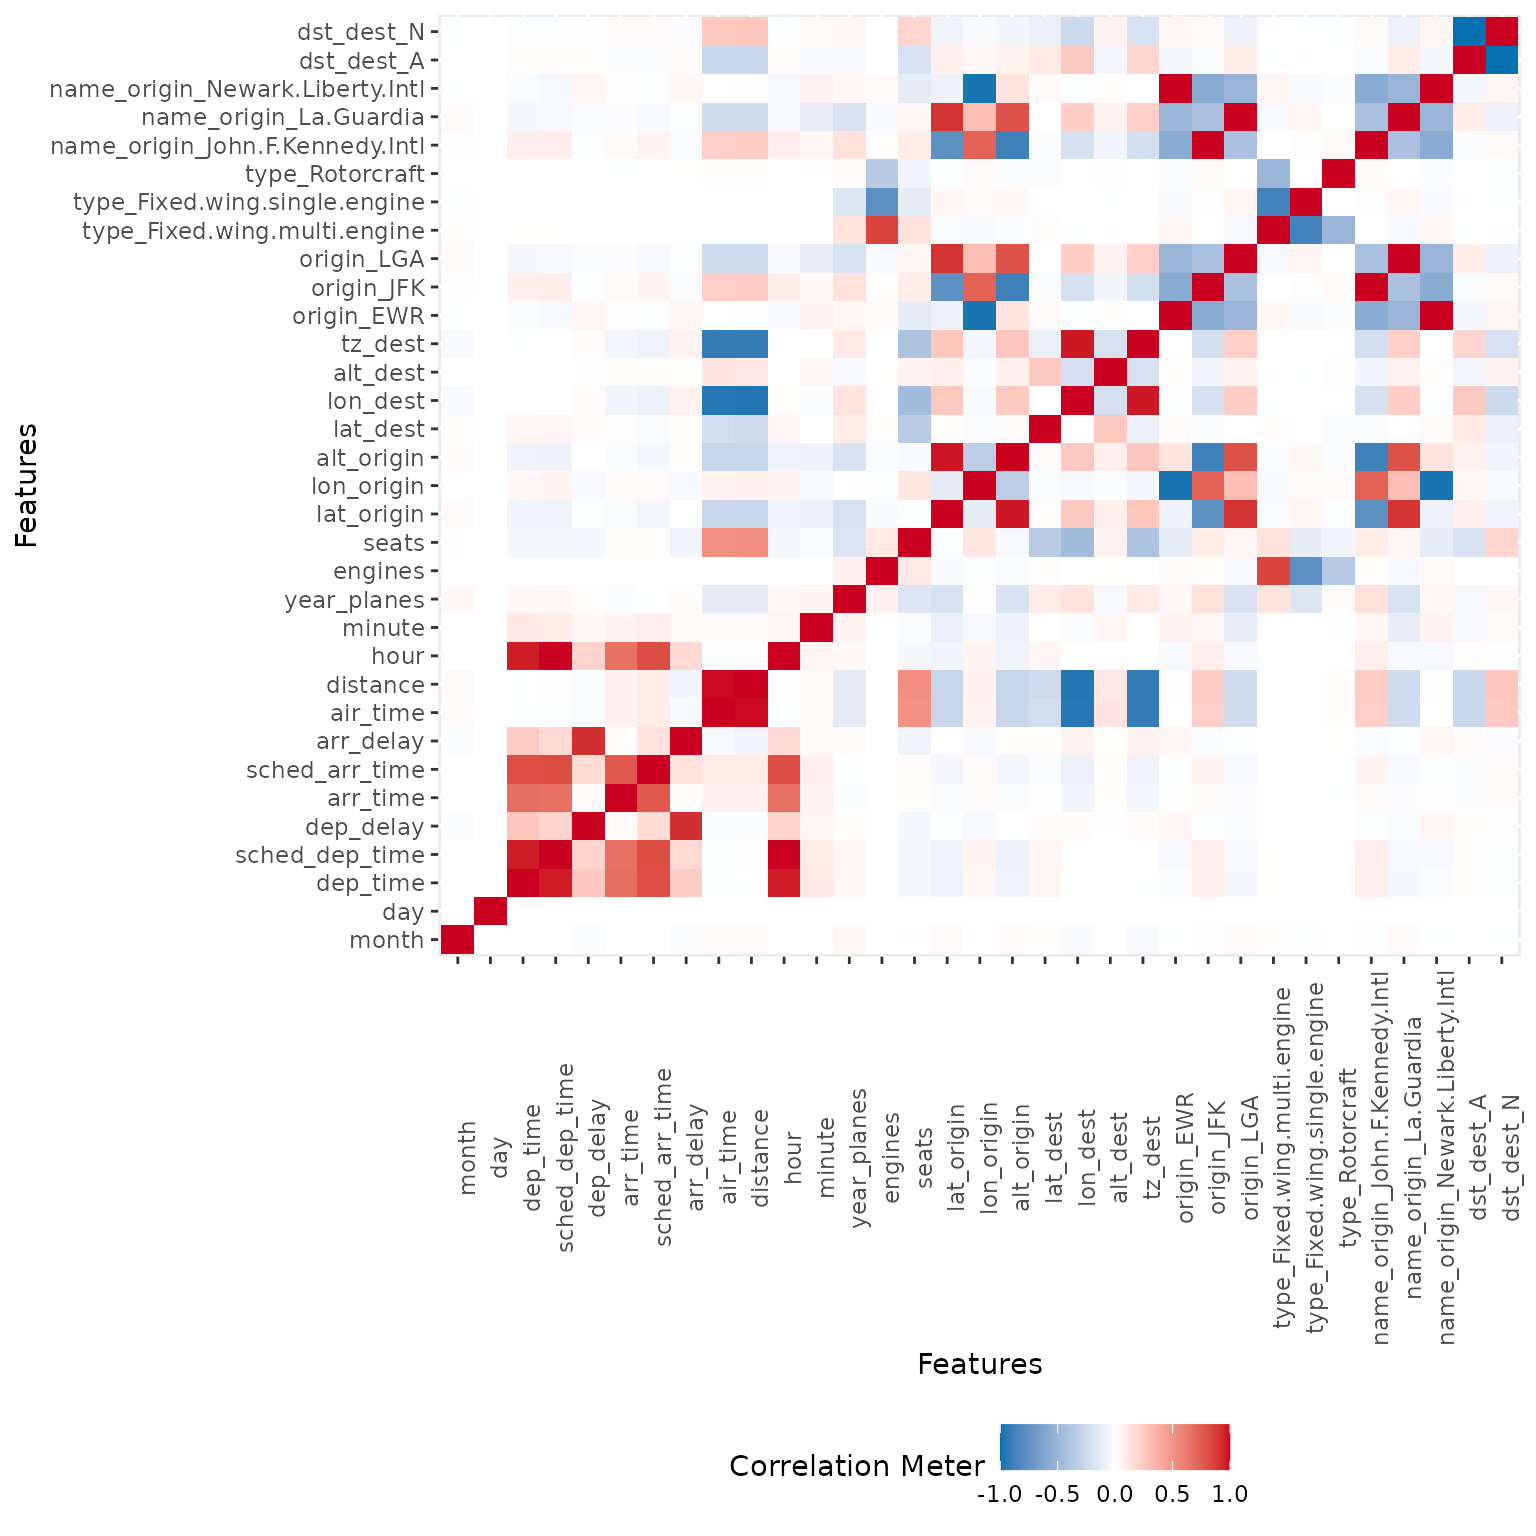 dst_dest_N
dst_dest_A
name_origin_Newark.Liberty.Intl
name_origin_La.Guardia
name_origin_John.F.Kennedy.Intl
type_Rotorcraft
type_Fixed.wing.single.engine
type_Fixed.wing.multi.engine
origin_LGA
origin_JFK
origin_EWR
tz_dest
alt_dest
lon_dest
lat_dest
alt_origin
lon_origin
lat_origin
seats
engines
year_planes
minute
hour
distance
air_time
arr_delay
sched_arr_time
arr_time
dep_delay
sched_dep_time
dep_time
day
month
Features
month
day
dep_time
sched_dep_time
dep_delay
arr_time
sched_arr_time
arr_delay
air_time
distance
hour
minute
year_planes
engines
seats
lat_origin
lon_origin
alt_origin
lat_dest
lon_dest
alt_dest
tz_dest
origin_EWR
origin_JFK
origin_LGA
type_Fixed.wing.multi.engine
type_Fixed.wing.single.engine
type_Rotorcraft
name_origin_John.F.Kennedy.Intl
name_origin_La.Guardia
name_origin_Newark.Liberty.Intl
dst_dest_A
dst_dest_N
Features
Correlation Meter
-1.0 -0.5 0.0 0.5 1.0